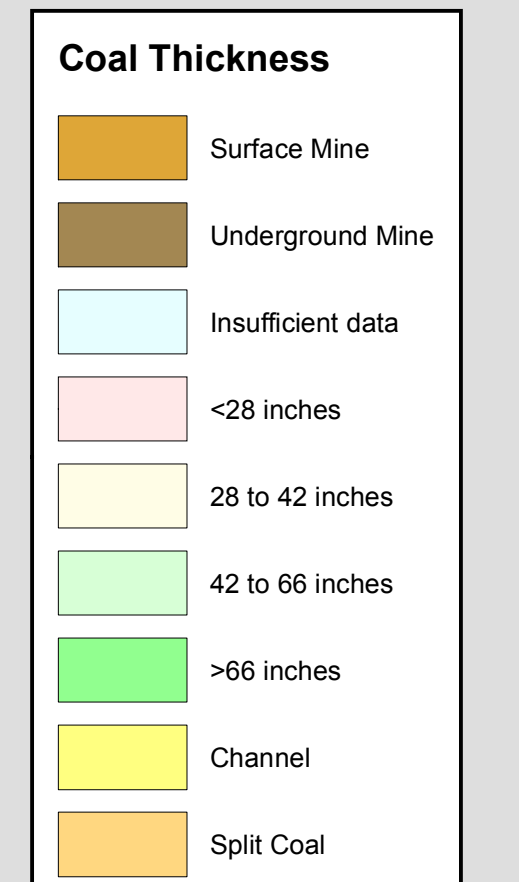 Coal Thickness
Surface Mine
Underground Mine
Insufficient data
<28 inches
28 to 42 inches
42 to 66 inches
>66 inches
Channel
Split Coal